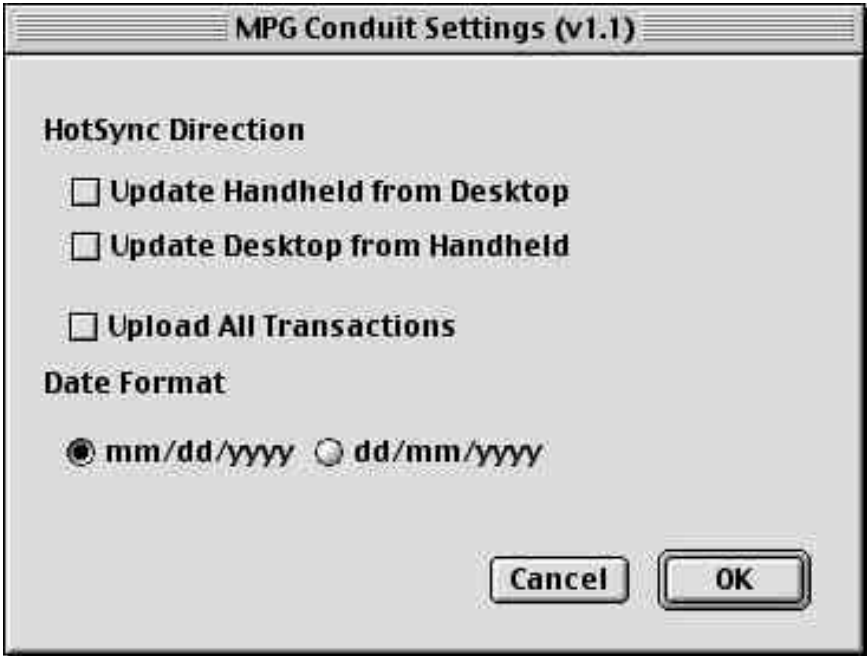 MPG Conduit Settings (v1.1)
HotSync Direction
Update Handheld from Desktop
Update Desktop from Handheld
Upload All Transactions
Date Format
mm/dd/yyyy dd/mm/yyyy
Cancel OK